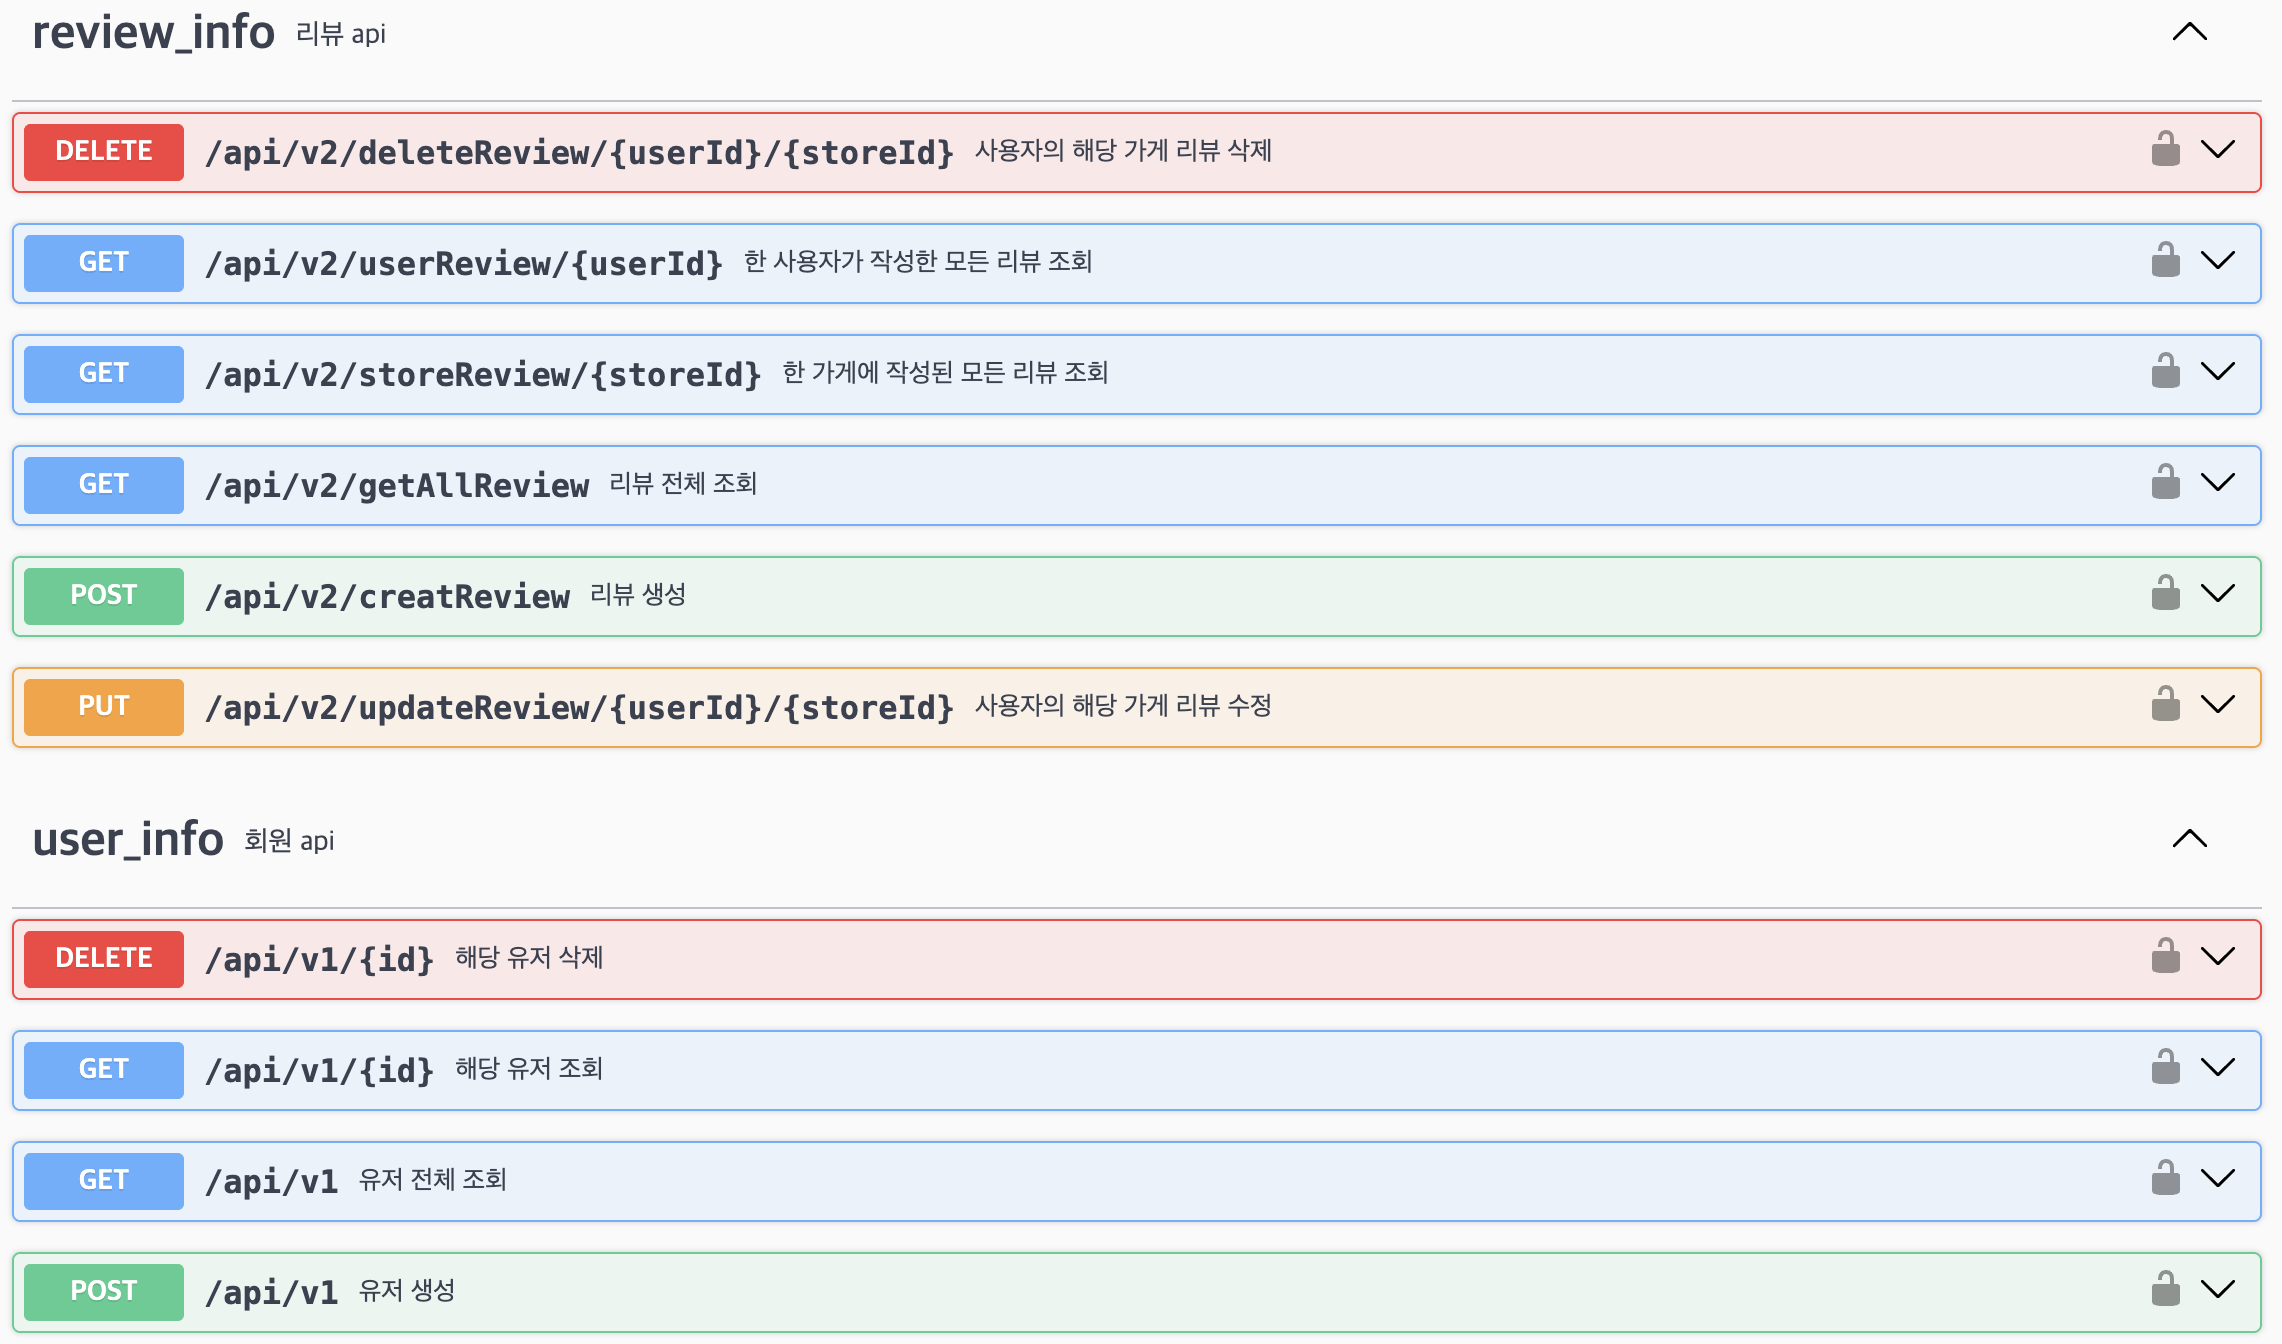 review_info 리뷰 api
DELETE /api/v2/deleteReview/{userId}/{storeId} 사용자의 해당 가게 리뷰 삭제
GET /api/v2/userReview/{userId} 한 사용자가 작성한 모든 리뷰 조회
GET /api/v2/storeReview/{storeId} 한 가게에 작성된 모든 리뷰 조회
GET /api/v2/getAllReview 리뷰 전체 조회
POST /api/v2/creatReview 리뷰 생성
PUT /api/v2/updateReview/{userId}/{storeId} 사용자의 해당 가게 리뷰 수정
user_info 회원 api
DELETE /api/v1/{id} 해당 유저 삭제
GET /api/v1/{id} 해당 유저 조회
GET /api/v1 유저 전체 조회
POST /api/v1 유저 생성